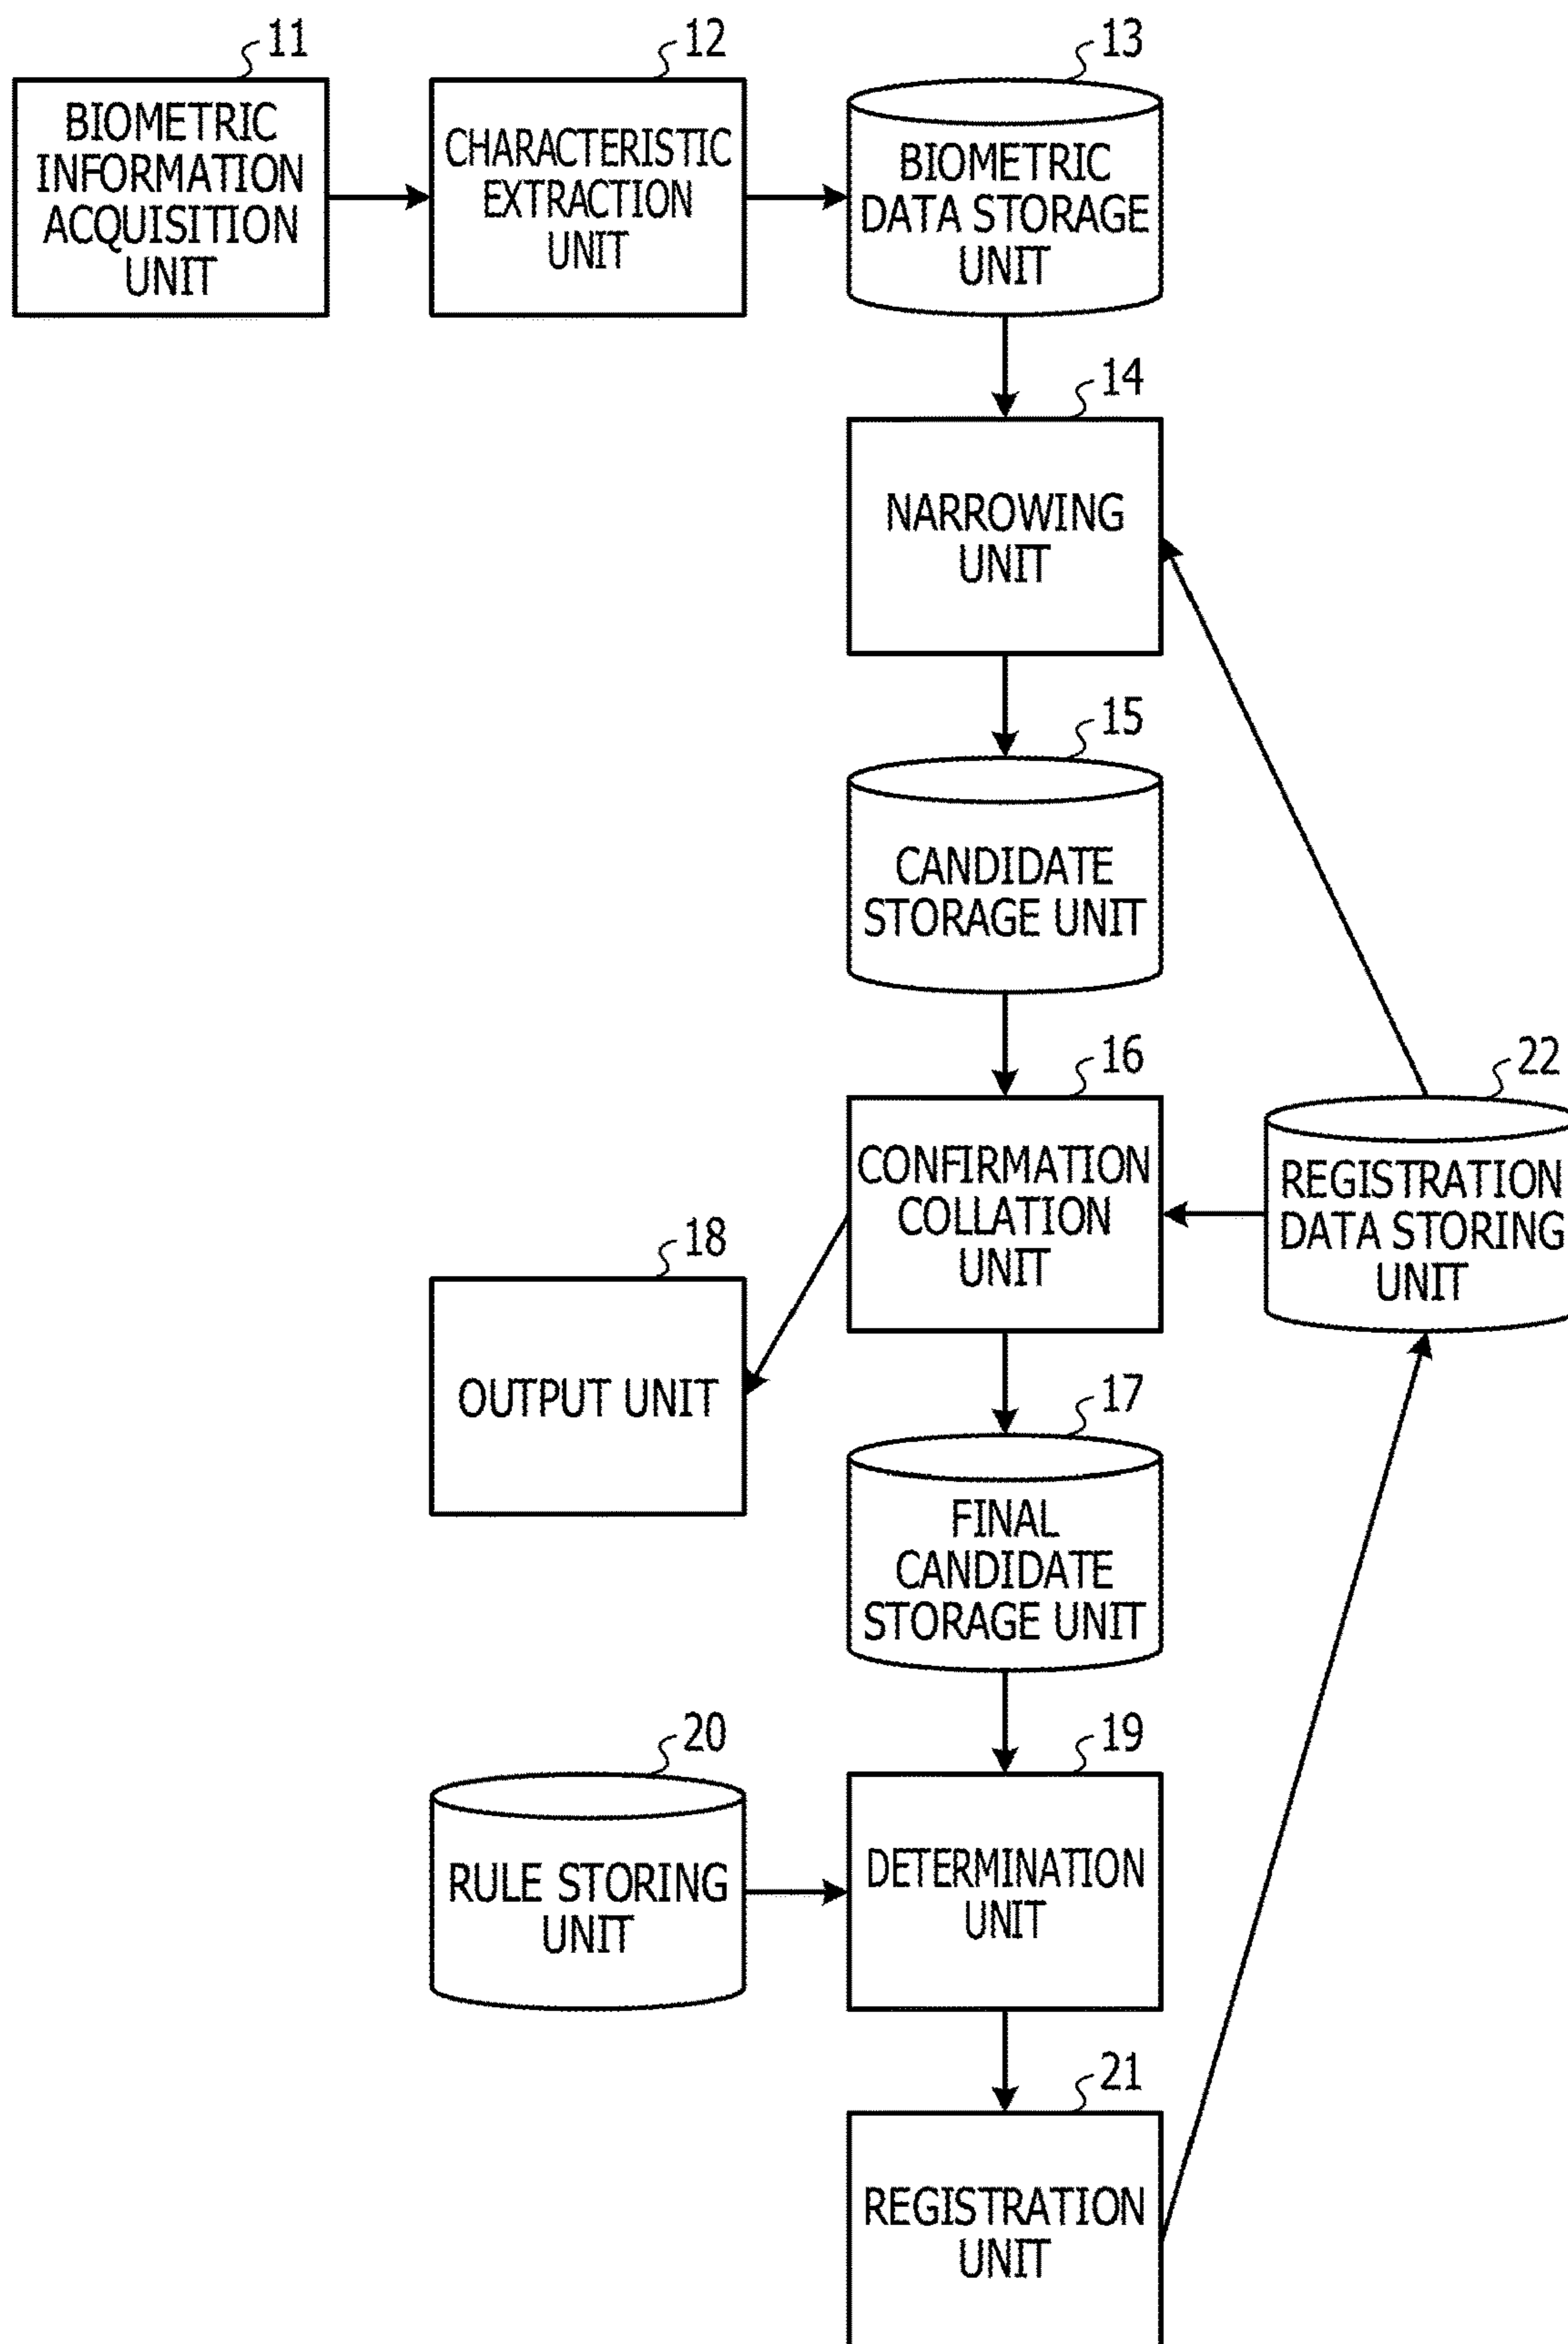 11
BIOMETRIC
INFORMATION
ACQUISITION
UNIT
12
CHARACTERISTIC
EXTRACTION
UNIT
13
BIOMETRIC
DATA STORAGE
UNIT
14
NARROWING
UNIT
15
CANDIDATE
STORAGE UNIT
16
CONFIRMATION
COLLATION
UNIT
22
REGISTRATION
DATA STORING
UNIT
18
OUTPUT UNIT
17
FINAL
CANDIDATE
STORAGE UNIT
20
RULE STORING
UNIT
19
DETERMINATION
UNIT
21
REGISTRATION
UNIT